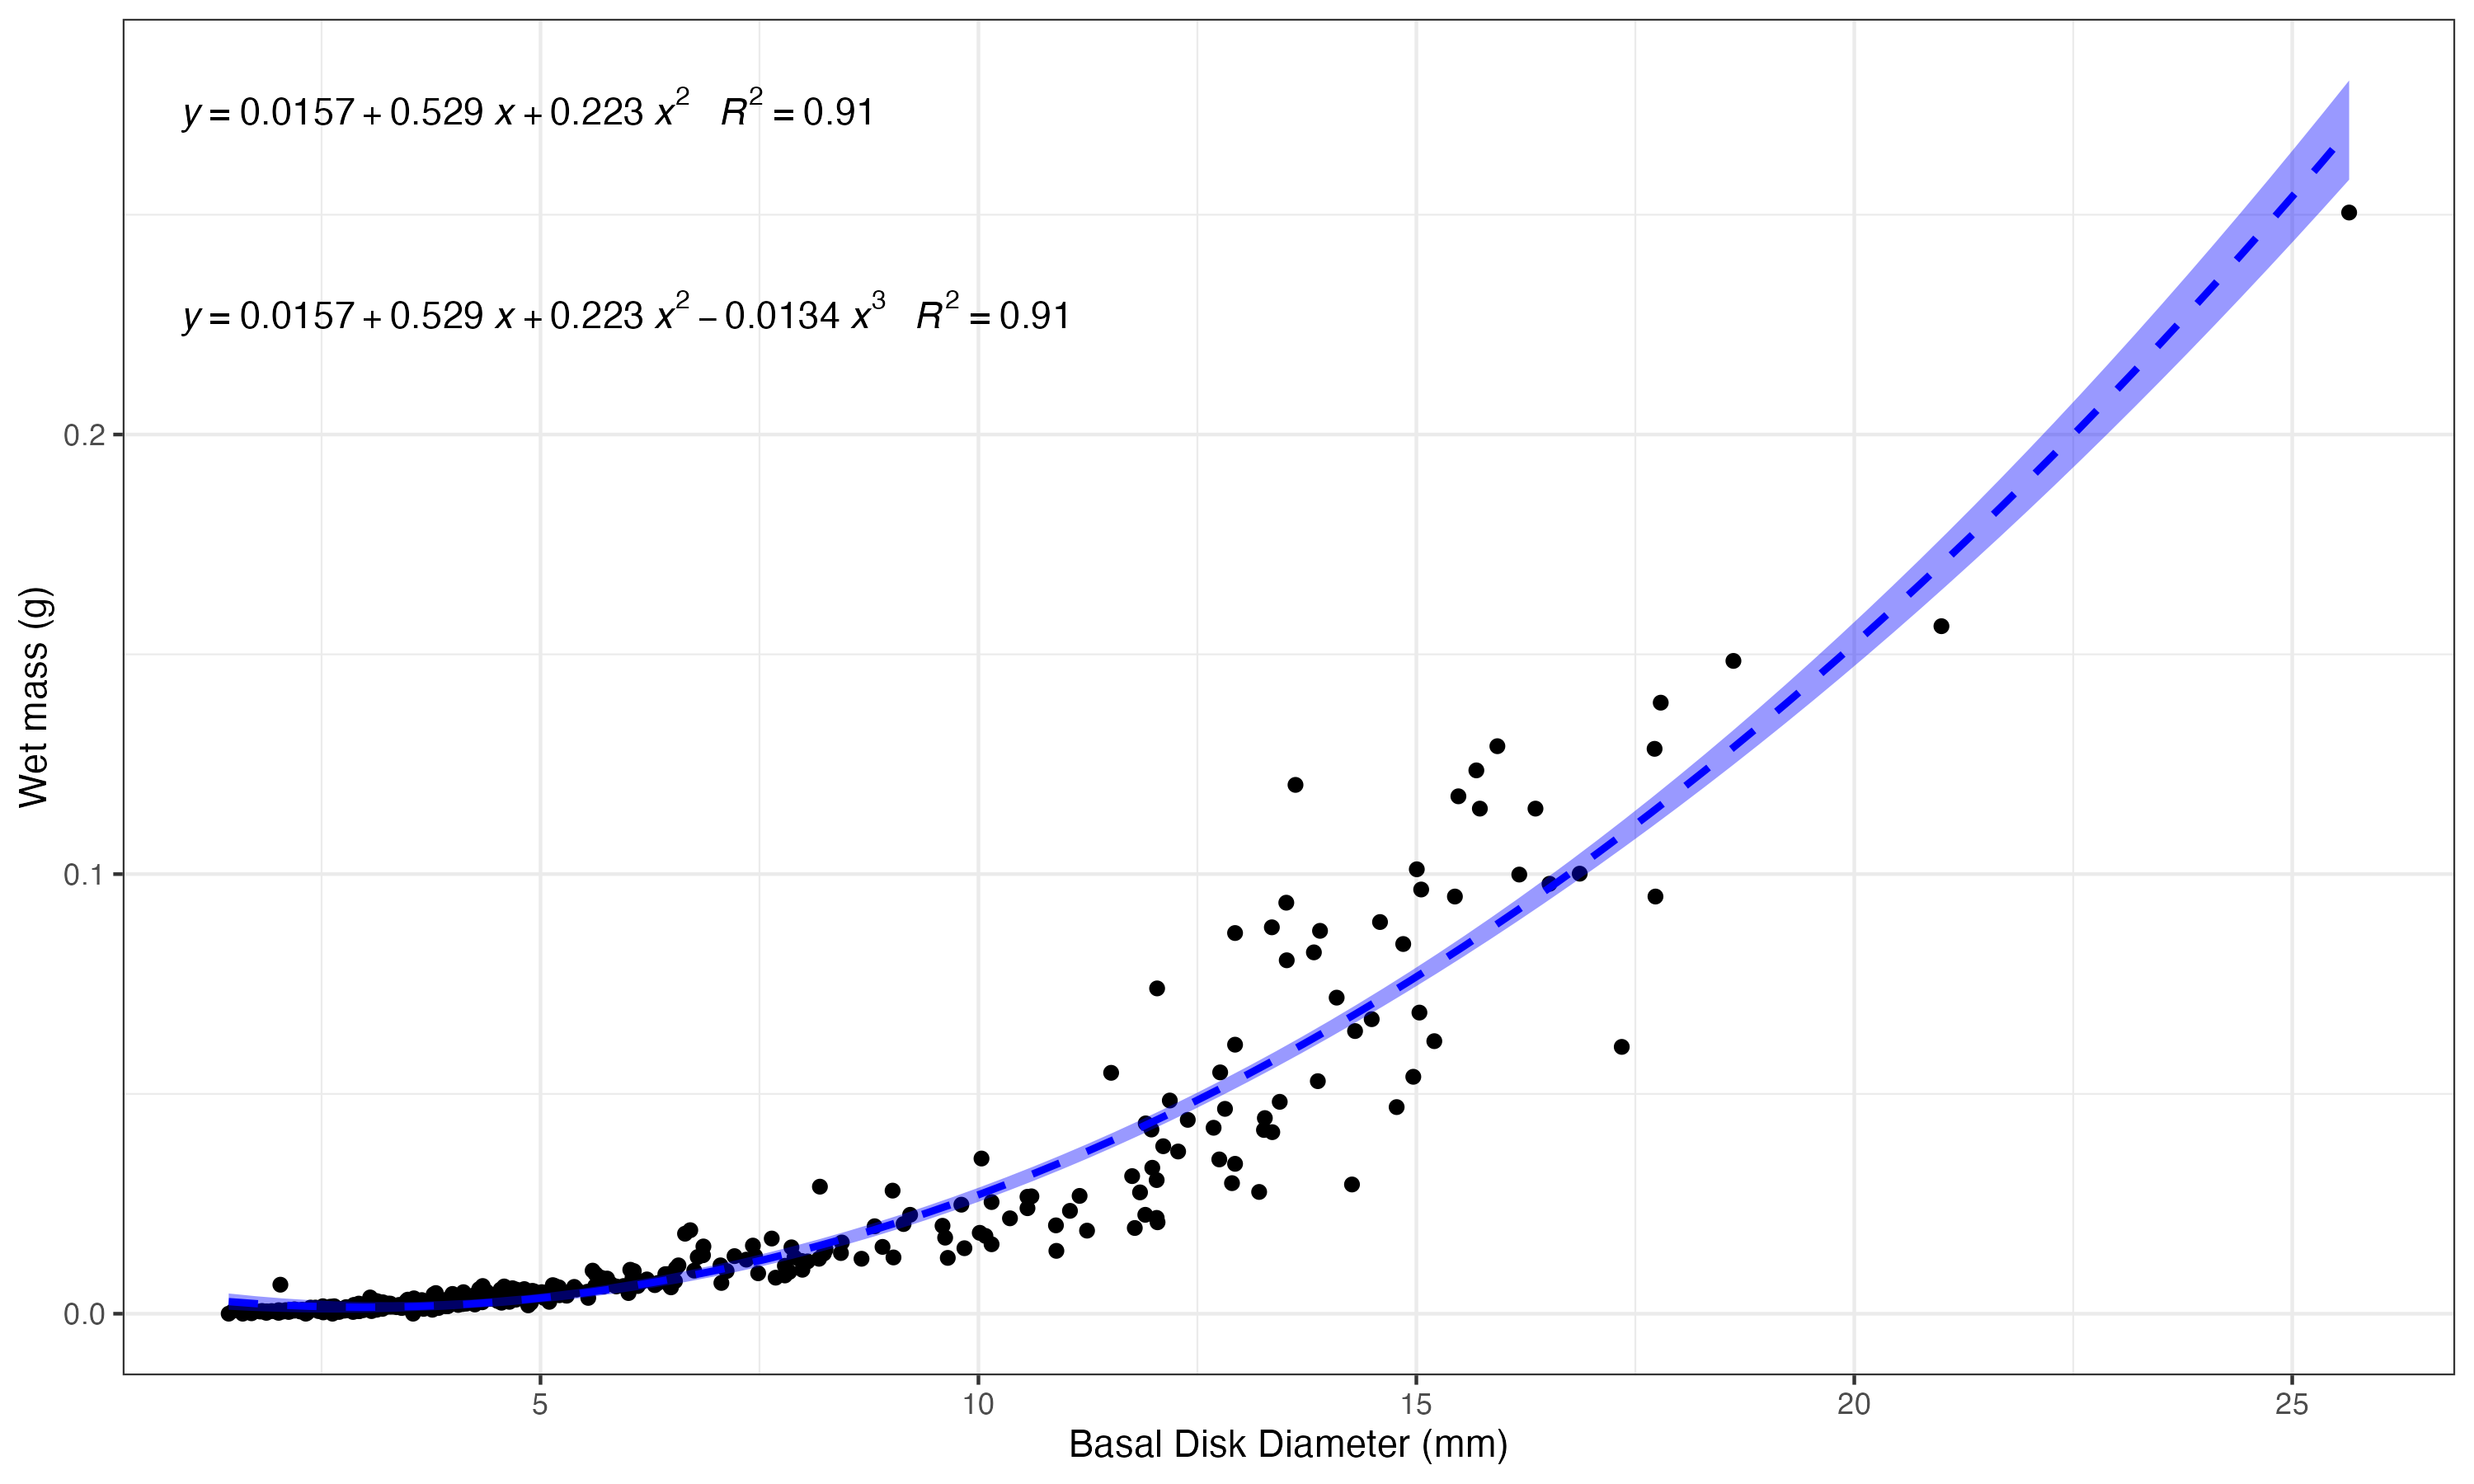 y = 0.0157 + 0.529 x + 0.223 x² R² = 0.91
y = 0.0157 + 0.529 x + 0.223 x² − 0.0134 x³ R² = 0.91
Wet mass (g)
0.2
0.1
0.0
5 10 15 20 25
Basal Disk Diameter (mm)